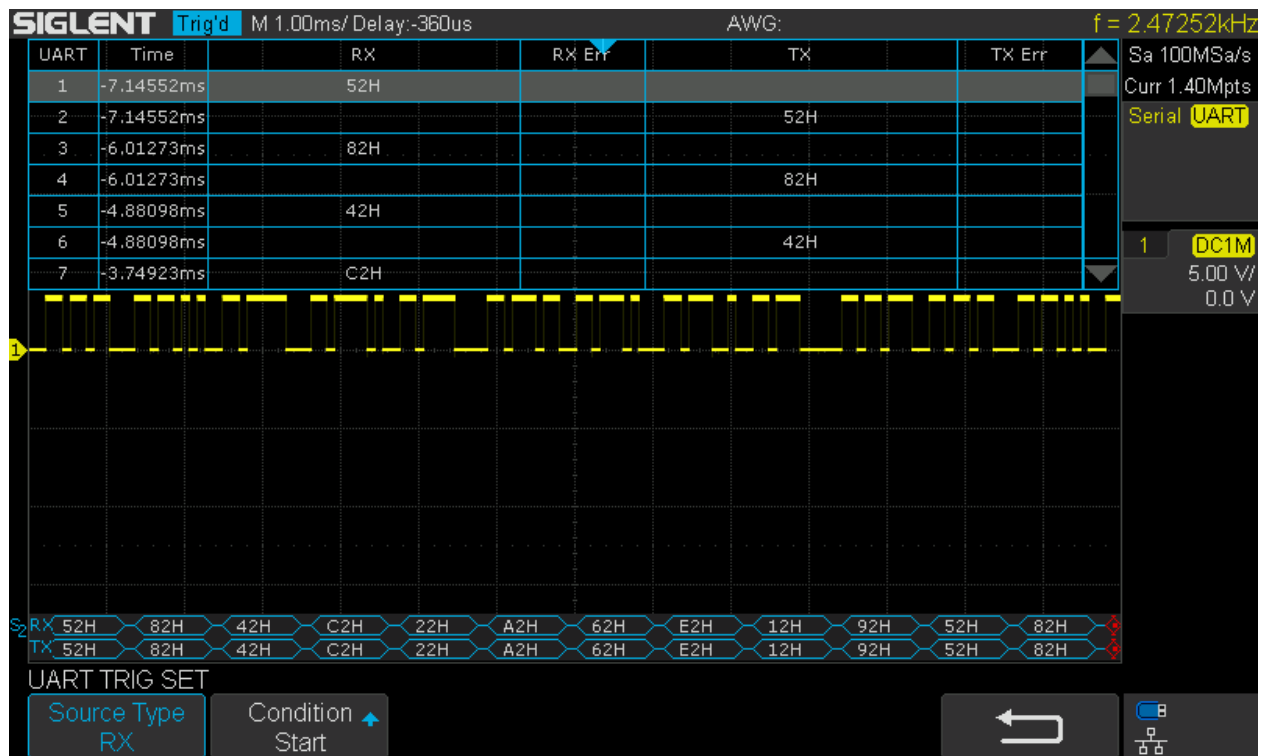 SIGLENT Trig'd M 1.00ms/ Delay:-360us AWG: f = 2.47252kHz
UART Time RX RX Err TX TX Err
Sa 100MSa/s
1 -7.14552ms 52H
Curr 1.40Mpts
2 -7.14552ms 52H
Serial UART
3 -6.01273ms 82H
4 -6.01273ms 82H
5 -4.88098ms 42H
6 -4.88098ms 42H
1 DC1M
7 -3.74923ms C2H
5.00 V/
0.0 V
1
S2 RX 52H 82H 42H C2H 22H A2H 62H E2H 12H 92H 52H 82H
TX 52H 82H 42H C2H 22H A2H 62H E2H 12H 92H 52H 82H
UART TRIG SET
Source Type
RX
Condition
Start